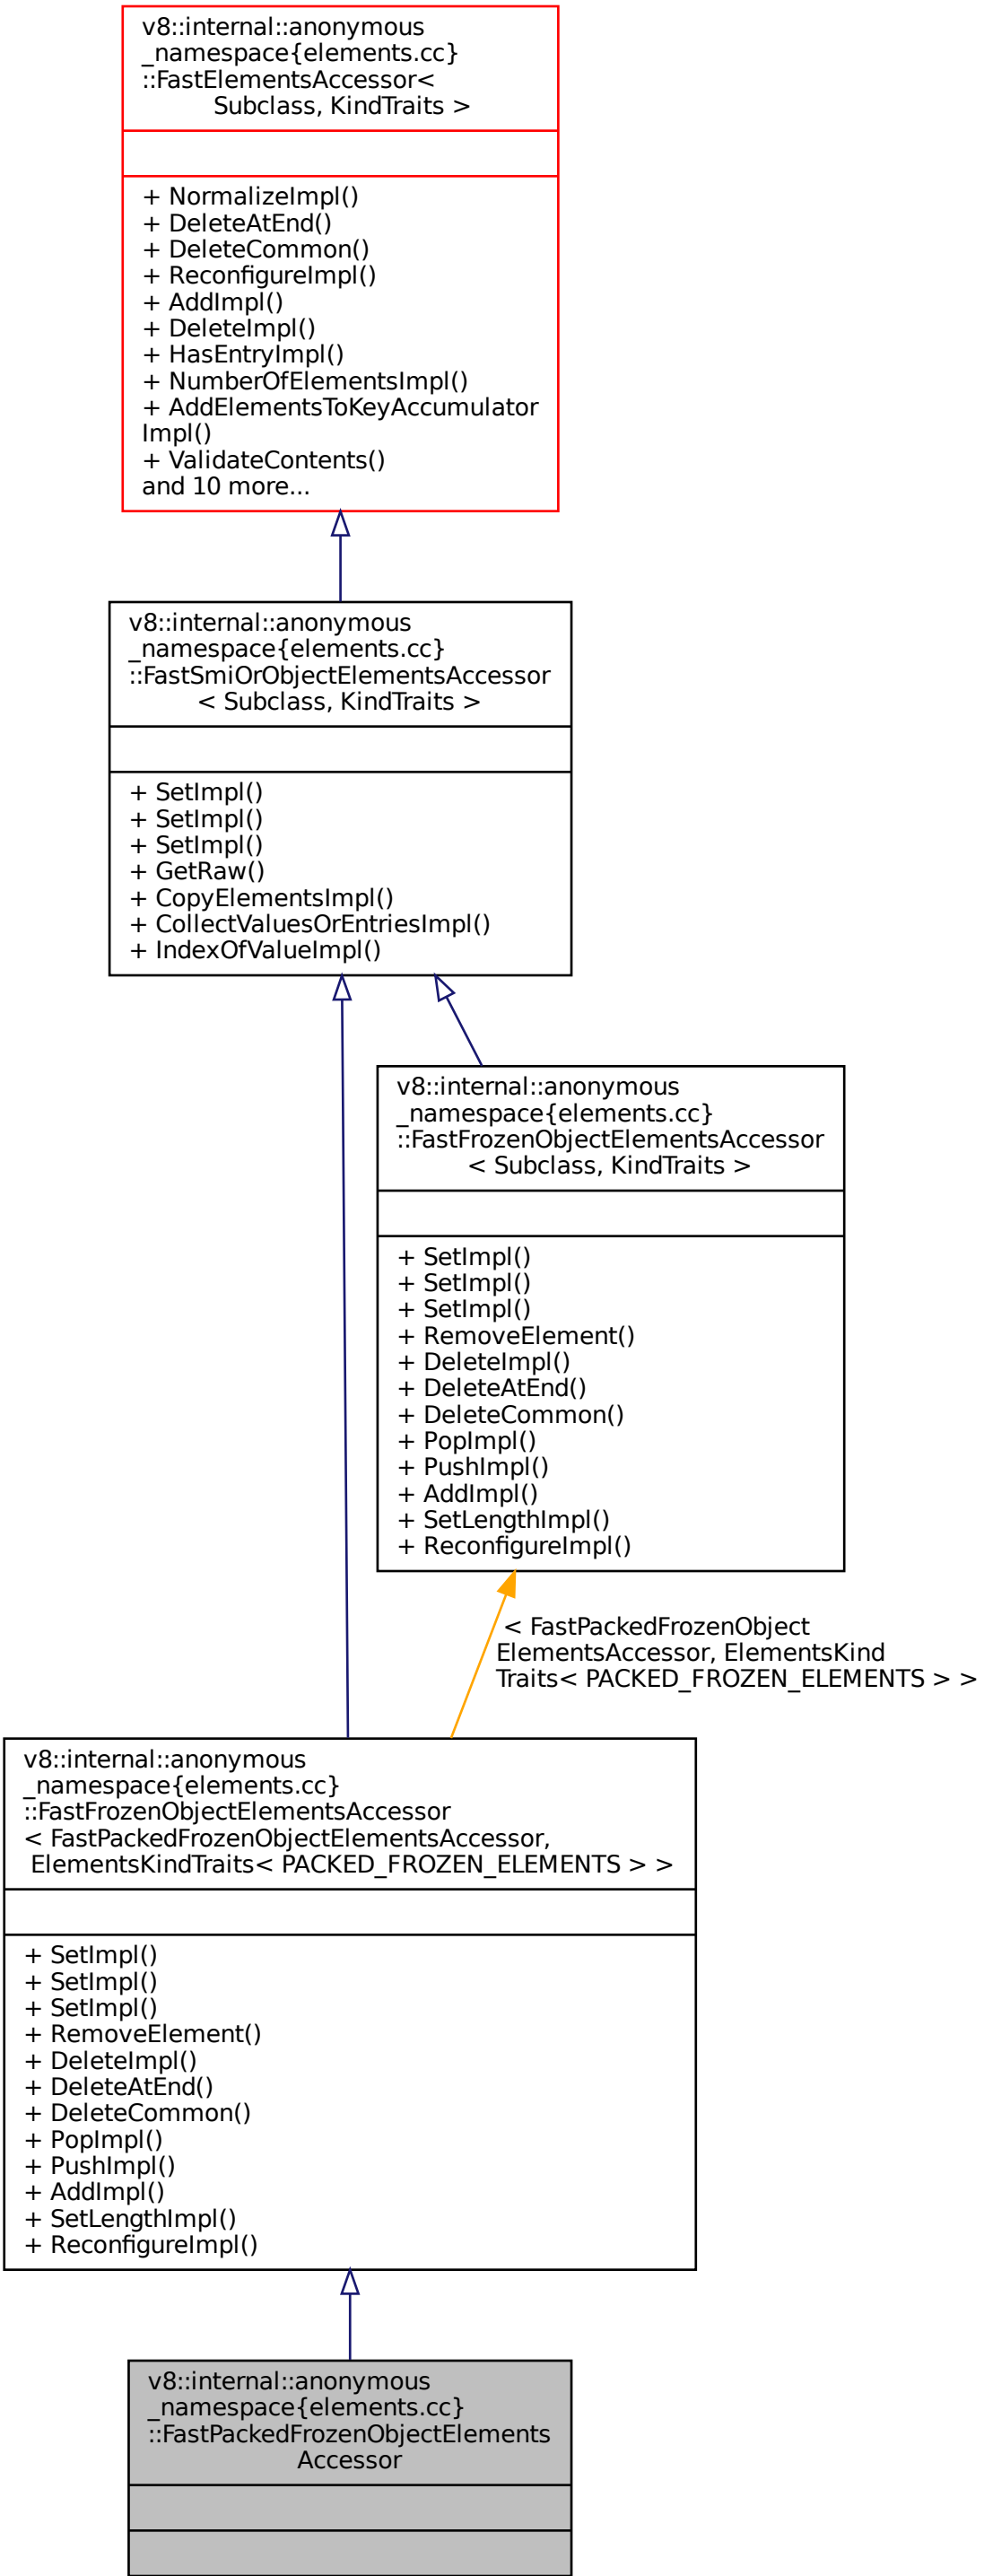 v8::internal::anonymous
_namespace{elements.cc}
::FastElementsAccessor<
Subclass, KindTraits >
+ NormalizeImpl()
+ DeleteAtEnd()
+ DeleteCommon()
+ ReconfigureImpl()
+ AddImpl()
+ DeleteImpl()
+ HasEntryImpl()
+ NumberOfElementsImpl()
+ AddElementsToKeyAccumulator
Impl()
+ ValidateContents()
and 10 more...
v8::internal::anonymous
_namespace{elements.cc}
::FastSmiOrObjectElementsAccessor
< Subclass, KindTraits >
+ SetImpl()
+ SetImpl()
+ SetImpl()
+ GetRaw()
+ CopyElementsImpl()
+ CollectValuesOrEntriesImpl()
+ IndexOfValueImpl()
v8::internal::anonymous
_namespace{elements.cc}
::FastFrozenObjectElementsAccessor
< Subclass, KindTraits >
+ SetImpl()
+ SetImpl()
+ SetImpl()
+ RemoveElement()
+ DeleteImpl()
+ DeleteAtEnd()
+ DeleteCommon()
+ PopImpl()
+ PushImpl()
+ AddImpl()
+ SetLengthImpl()
+ ReconfigureImpl()
< FastPackedFrozenObject
ElementsAccessor, ElementsKind
Traits< PACKED_FROZEN_ELEMENTS > >
v8::internal::anonymous
_namespace{elements.cc}
::FastFrozenObjectElementsAccessor
< FastPackedFrozenObjectElementsAccessor,
ElementsKindTraits< PACKED_FROZEN_ELEMENTS > >
+ SetImpl()
+ SetImpl()
+ SetImpl()
+ RemoveElement()
+ DeleteImpl()
+ DeleteAtEnd()
+ DeleteCommon()
+ PopImpl()
+ PushImpl()
+ AddImpl()
+ SetLengthImpl()
+ ReconfigureImpl()
v8::internal::anonymous
_namespace{elements.cc}
::FastPackedFrozenObjectElements
Accessor